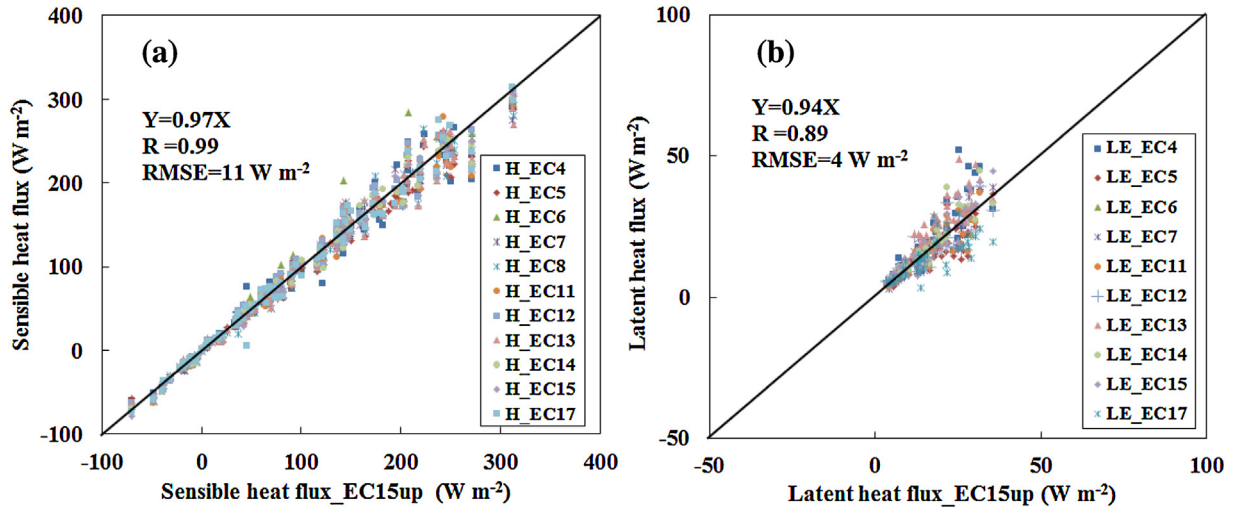 (a)
Y=0.97X
R =0.99
RMSE=11 W m-2
400
300
200
100
0
-100
-100 0 100 200 300 400
Sensible heat flux (W m-2)
Sensible heat flux_EC15up (W m-2)
H_EC4
H_EC5
H_EC6
H_EC7
H_EC8
H_EC11
H_EC12
H_EC13
H_EC14
H_EC15
H_EC17
(b)
Y=0.94X
R =0.89
RMSE=4 W m-2
100
50
0
-50
-50 0 50 100
Latent heat flux (W m-2)
Latent heat flux_EC15up (W m-2)
LE_EC4
LE_EC5
LE_EC6
LE_EC7
LE_EC11
LE_EC12
LE_EC13
LE_EC14
LE_EC15
LE_EC17